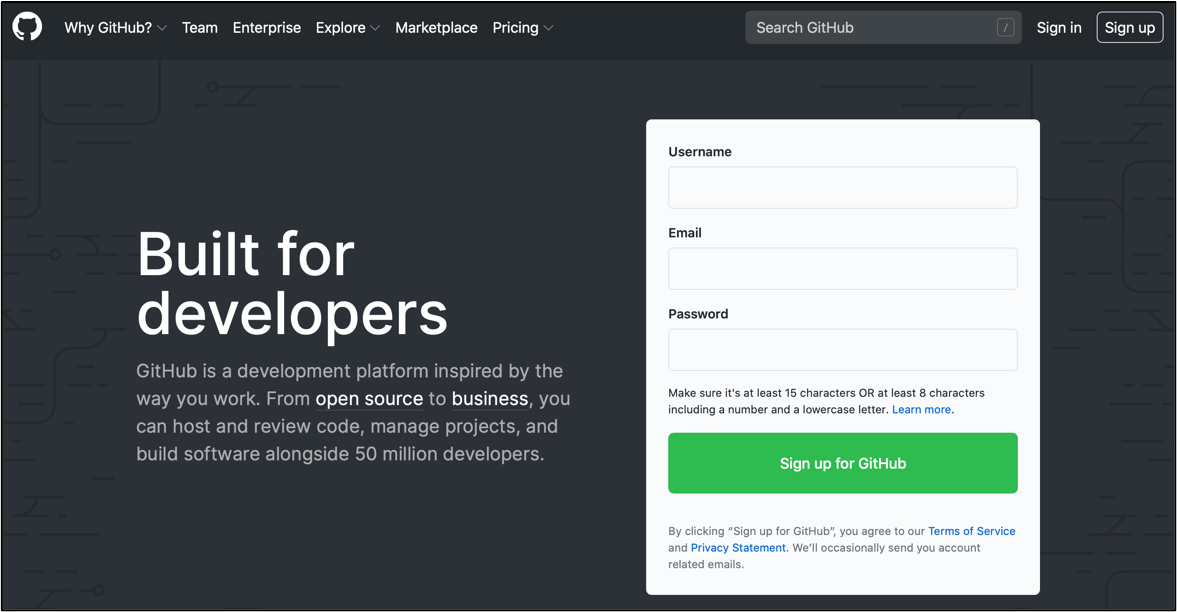 Why GitHub? Team Enterprise Explore Marketplace Pricing Search GitHub / Sign in Sign up
Built for
developers
GitHub is a development platform inspired by the
way you work. From open source to business, you
can host and review code, manage projects, and
build software alongside 50 million developers.
Username
Email
Password
Make sure it's at least 15 characters OR at least 8 characters
including a number and a lowercase letter. Learn more.
Sign up for GitHub
By clicking “Sign up for GitHub”, you agree to our Terms of Service
and Privacy Statement. We’ll occasionally send you account
related emails.